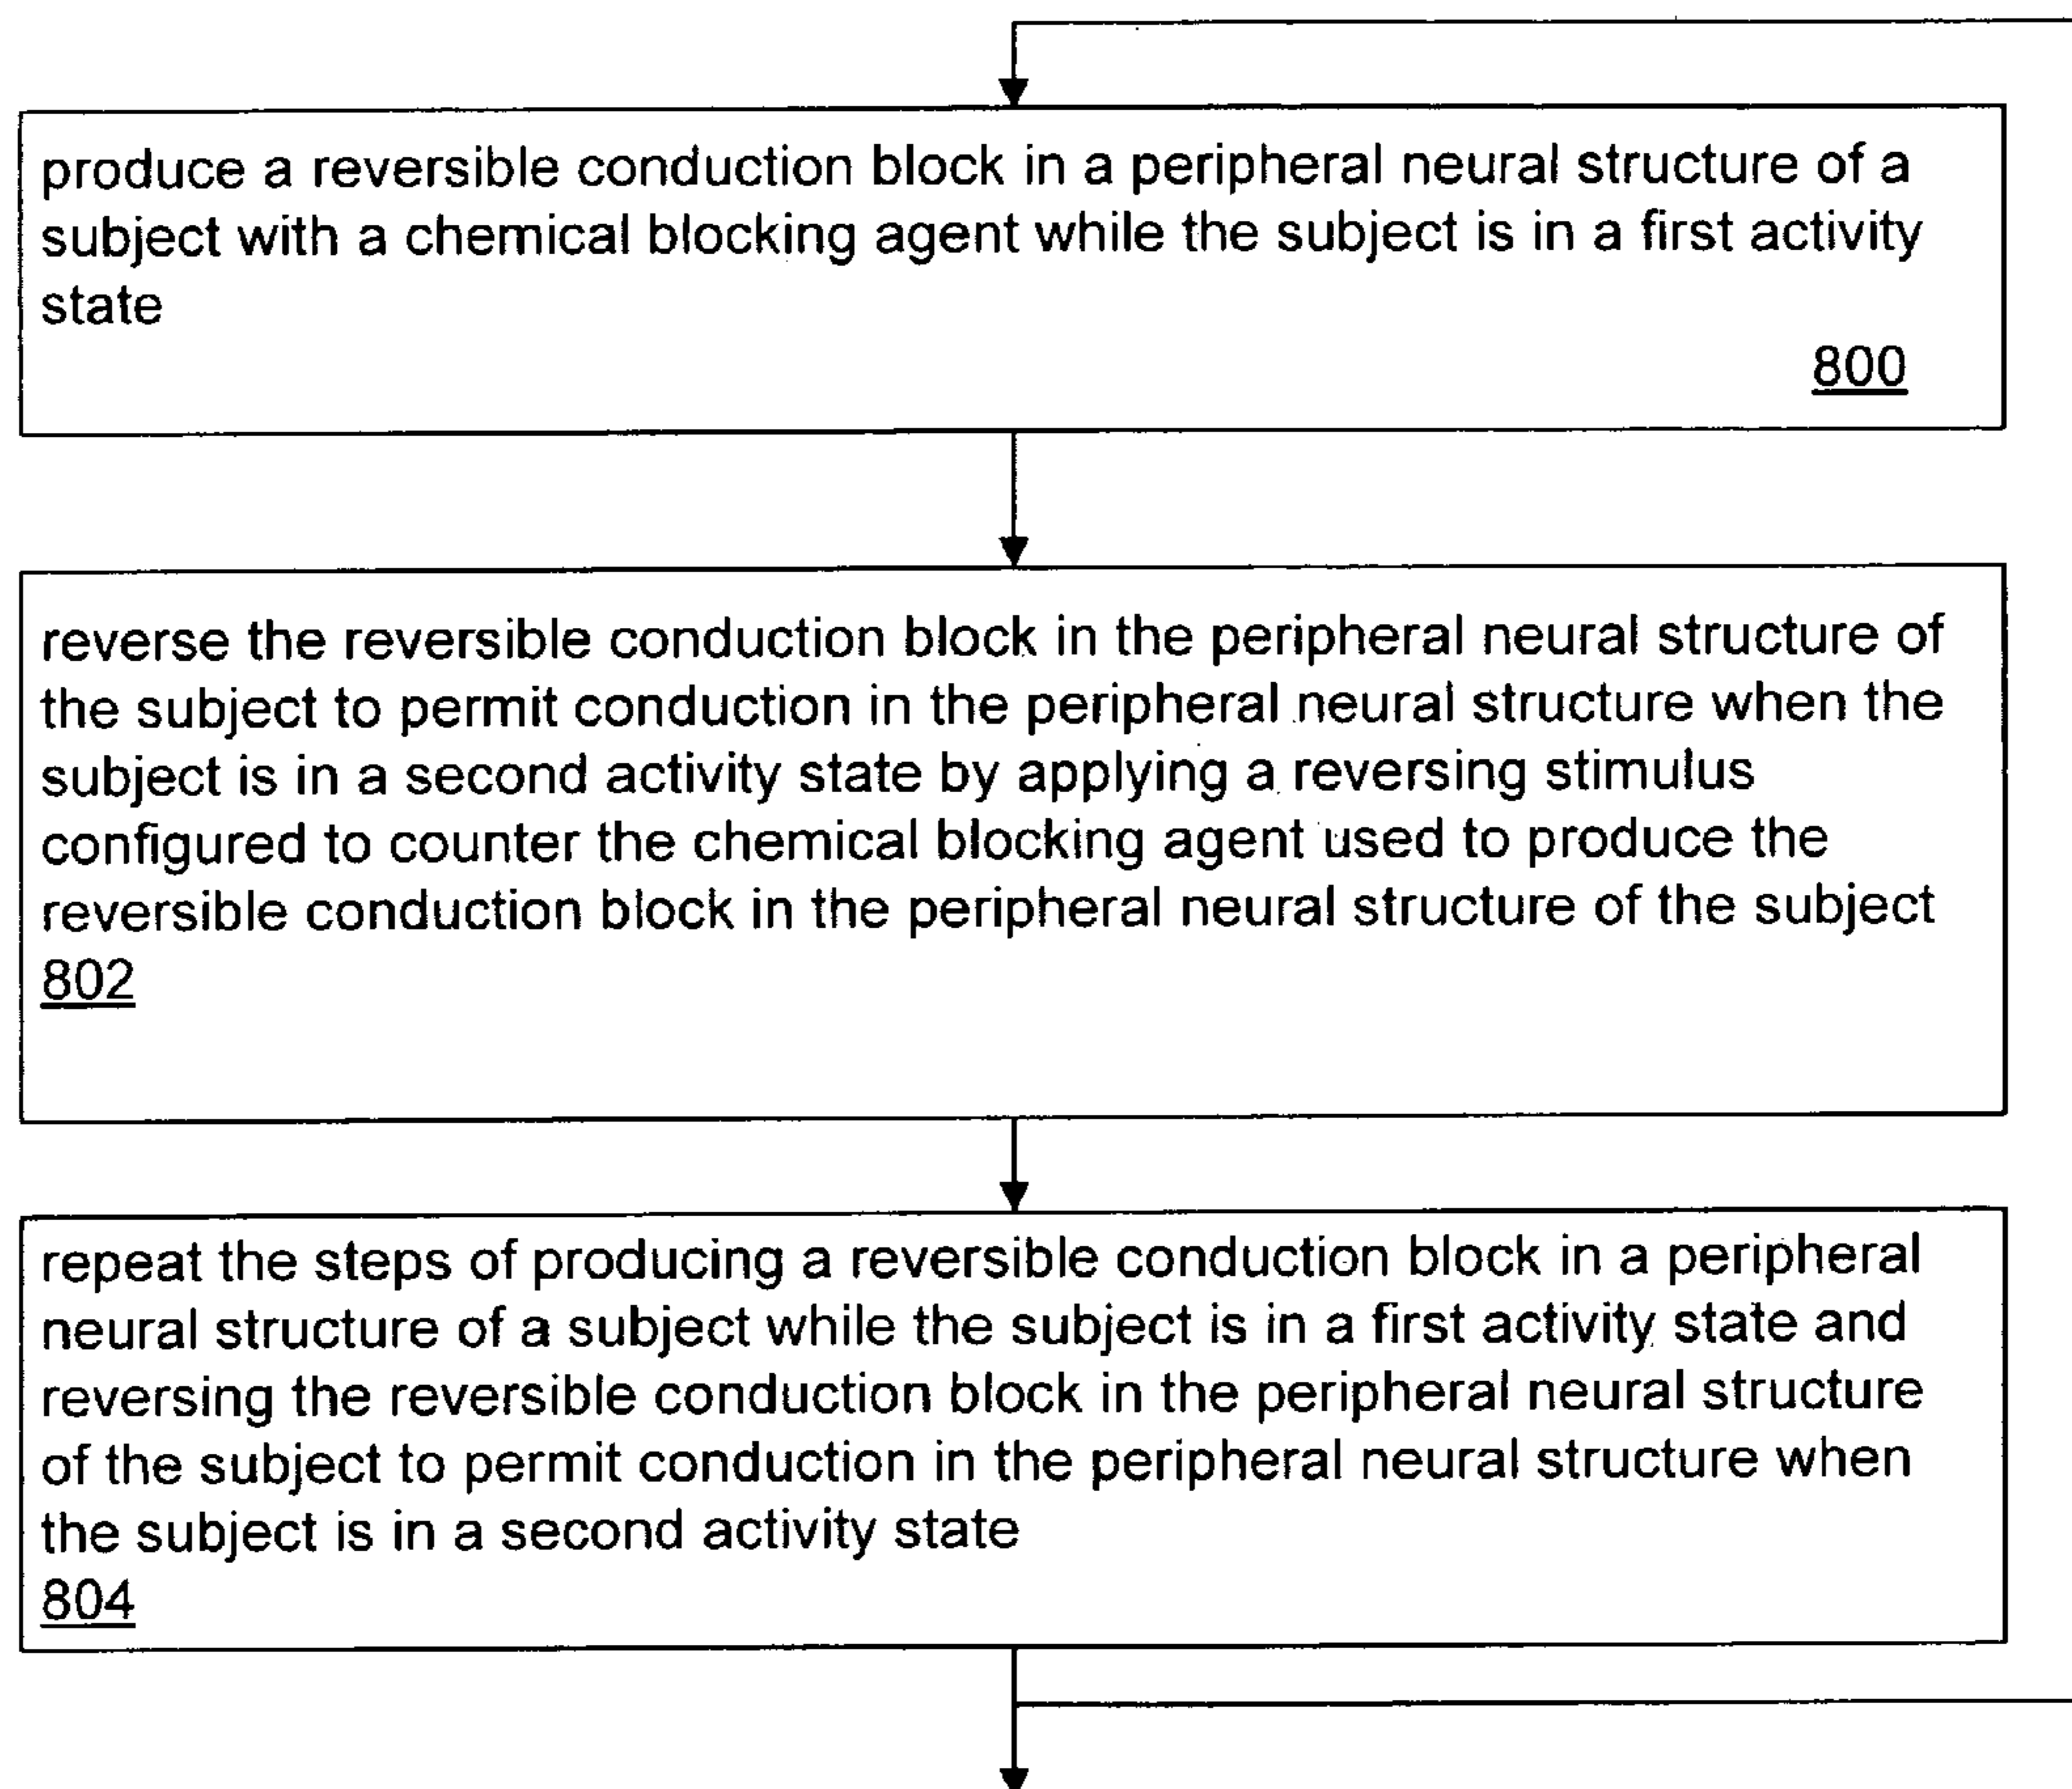 produce a reversible conduction block in a peripheral neural structure of a
subject with a chemical blocking agent while the subject is in a first activity
state
800
reverse the reversible conduction block in the peripheral neural structure of
the subject to permit conduction in the peripheral neural structure when the
subject is in a second activity state by applying a reversing stimulus
configured to counter the chemical blocking agent used to produce the
reversible conduction block in the peripheral neural structure of the subject
802
repeat the steps of producing a reversible conduction block in a peripheral
neural structure of a subject while the subject is in a first activity state and
reversing the reversible conduction block in the peripheral neural structure
of the subject to permit conduction in the peripheral neural structure when
the subject is in a second activity state
804